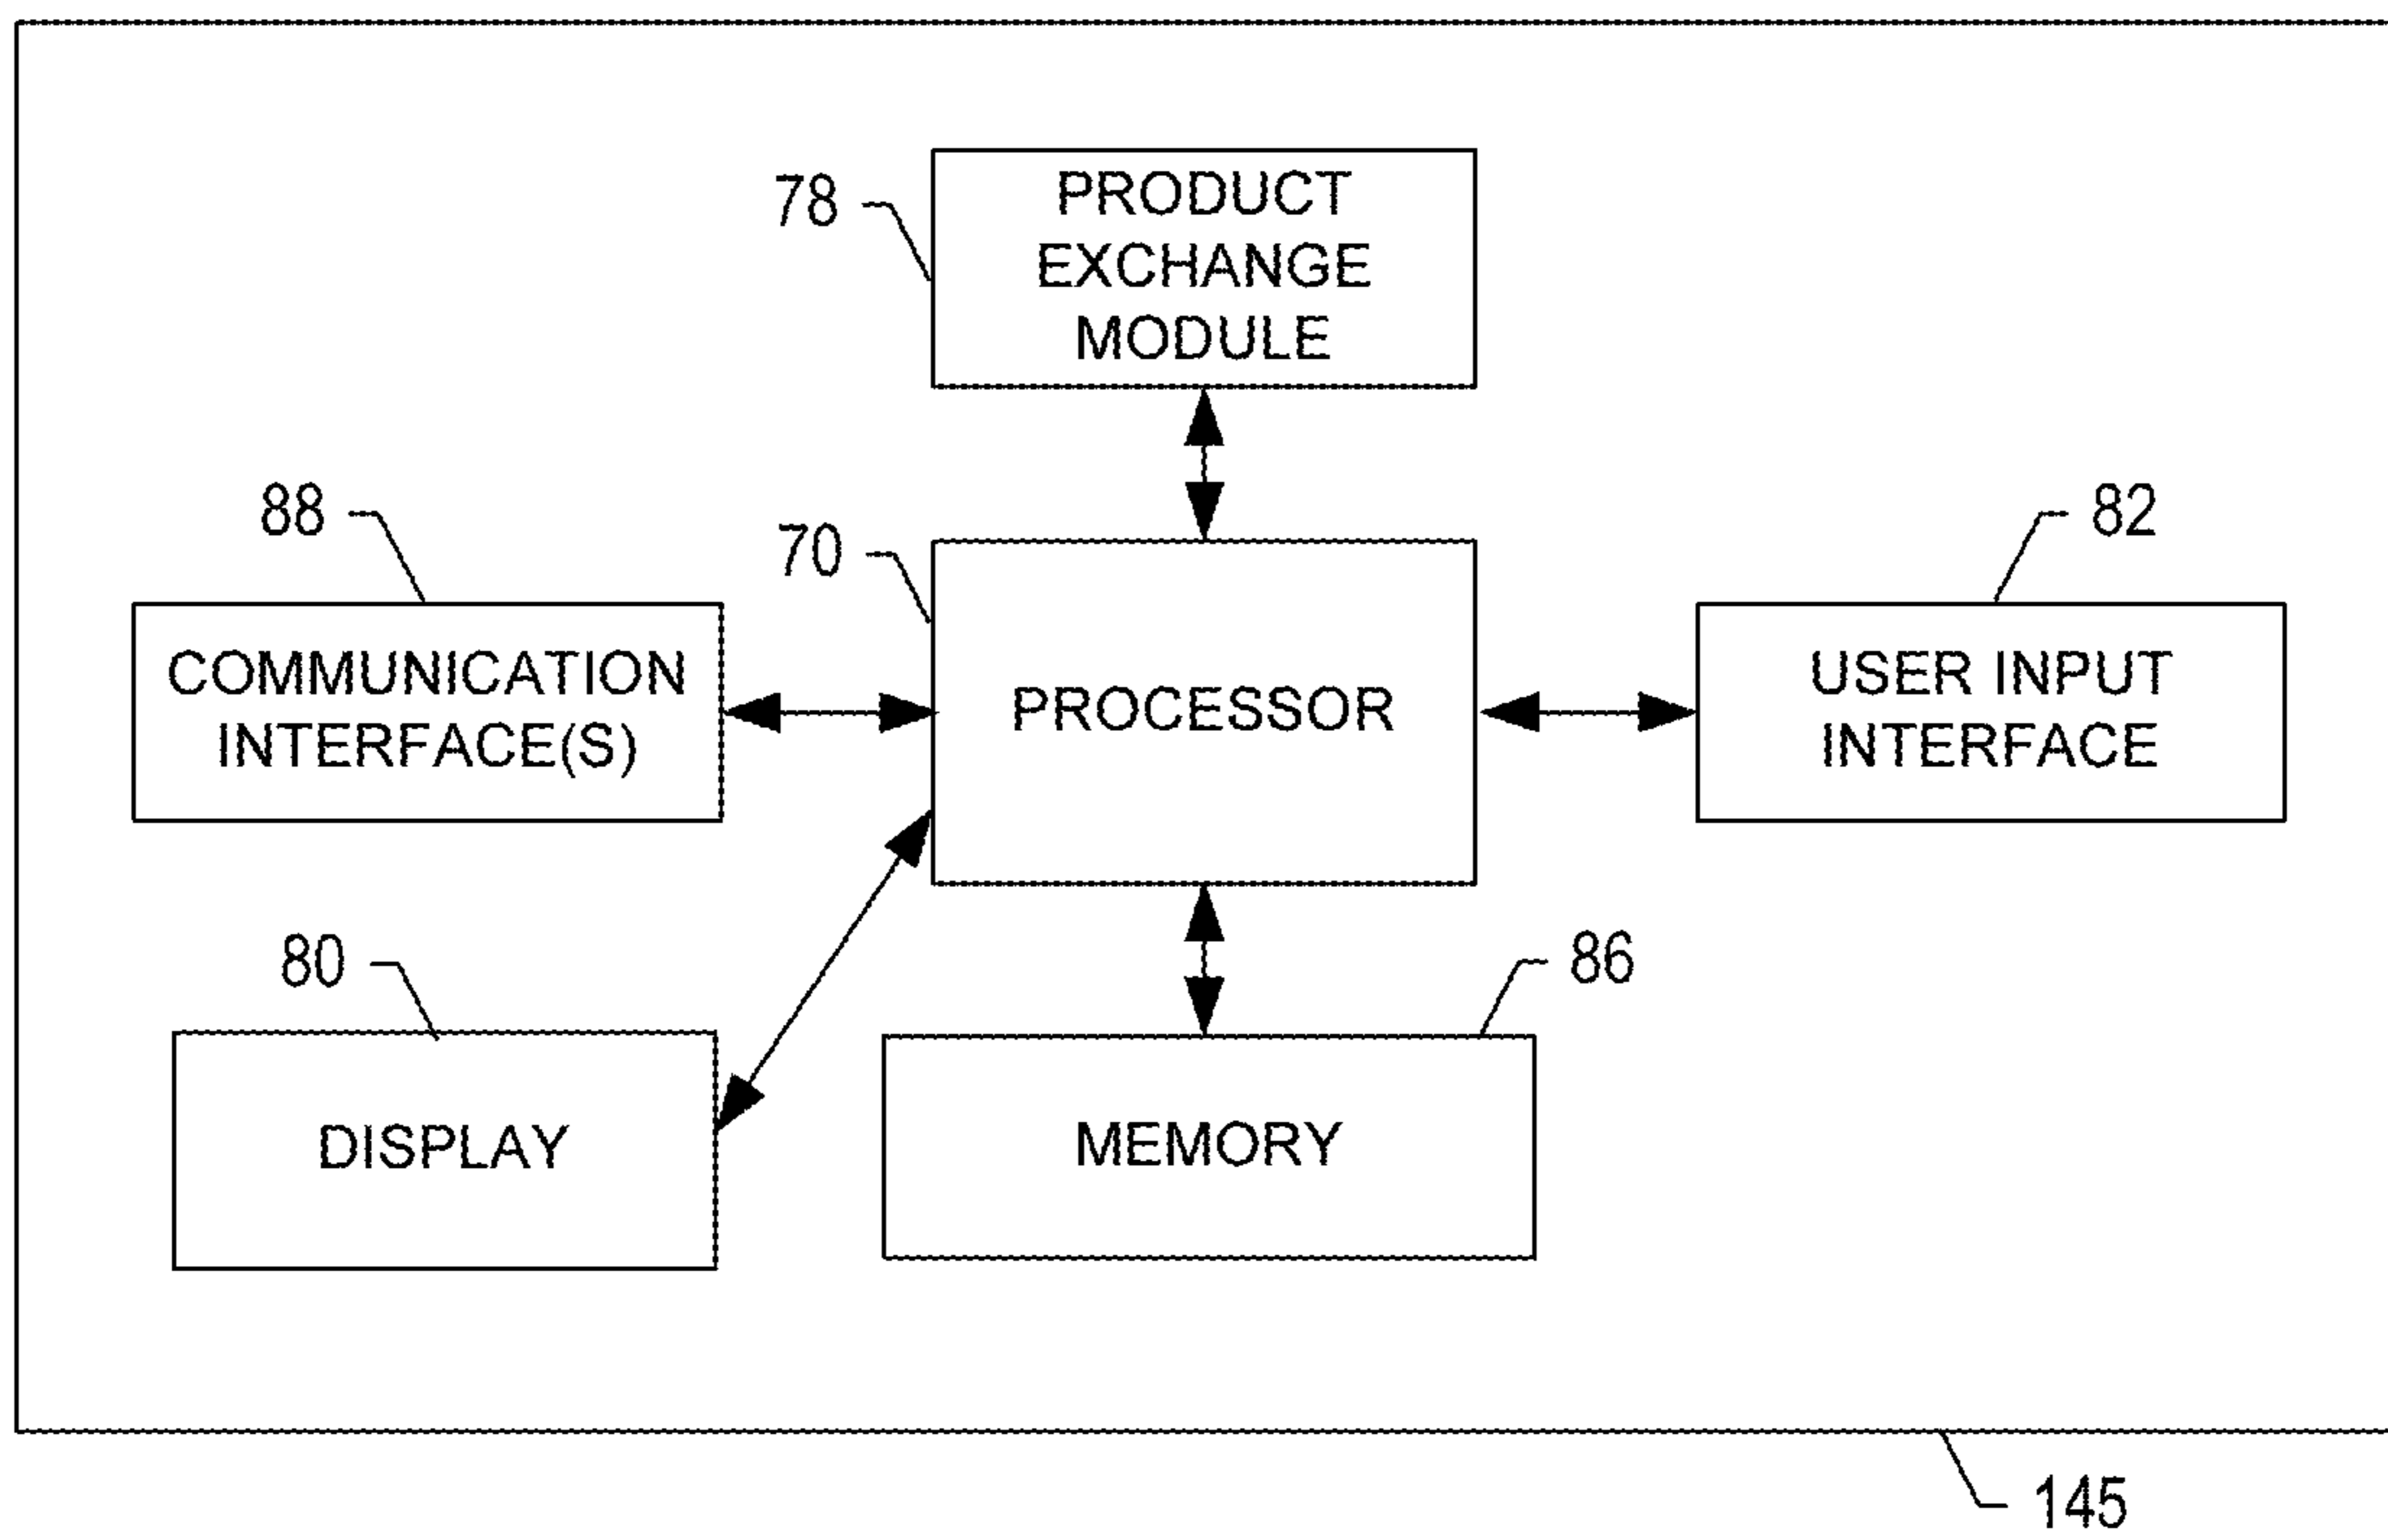 78
PRODUCT
EXCHANGE
MODULE
88
70
82
COMMUNICATION
INTERFACE(S)
PROCESSOR
USER INPUT
INTERFACE
80
86
DISPLAY
MEMORY
145